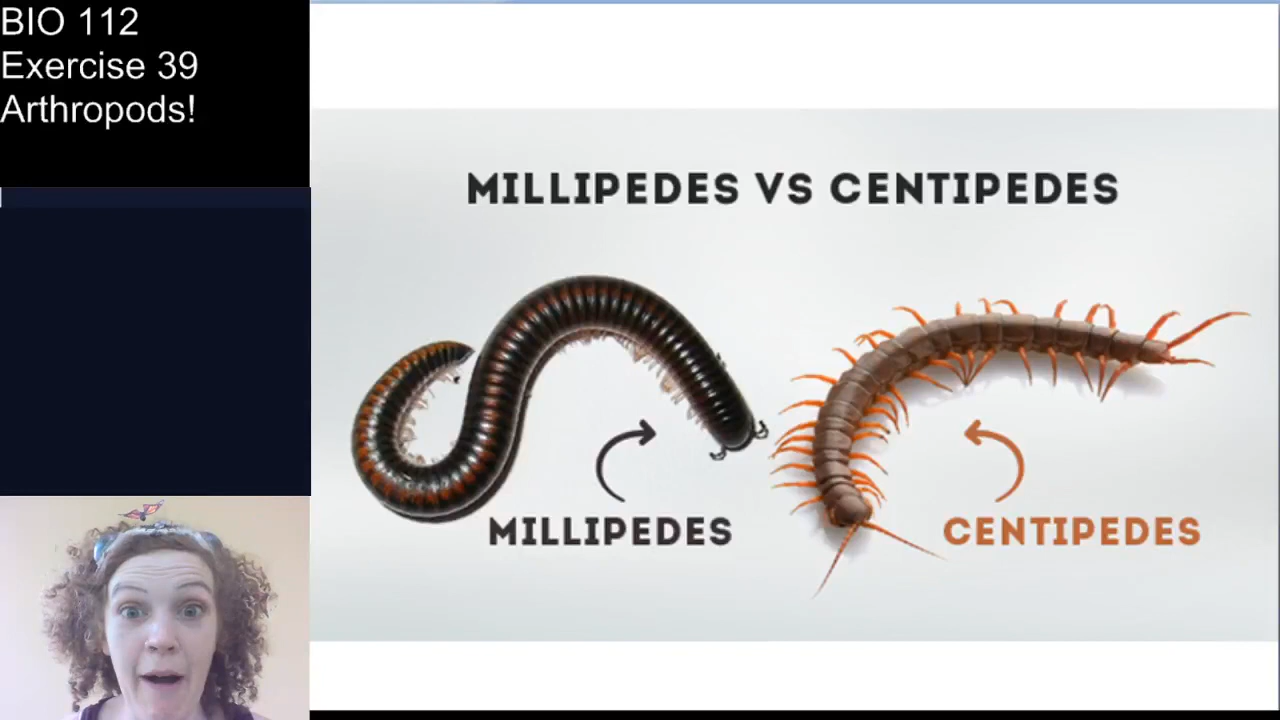 BIO 112
Exercise 39
Arthropods!
MILLIPEDES VS CENTIPEDES
MILLIPEDES
CENTIPEDES